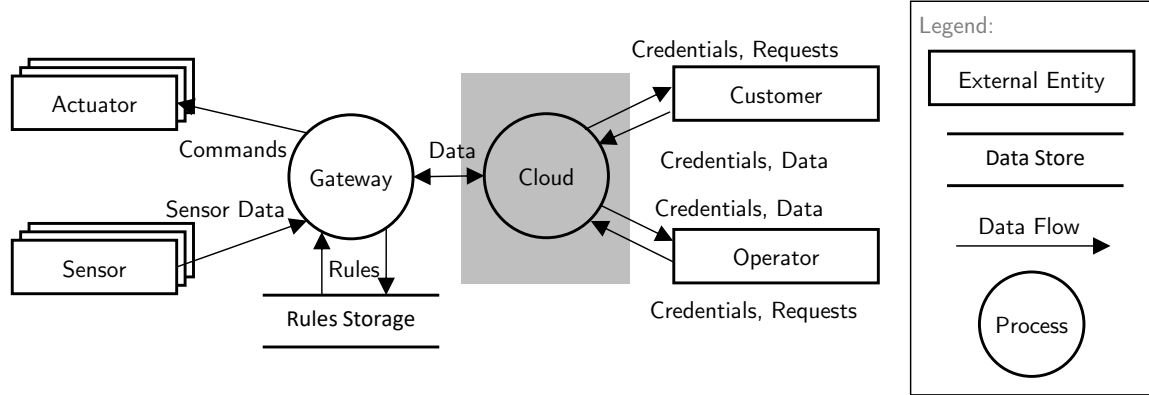 Legend:
Credentials, Requests
External Entity
Actuator
Customer
Commands
Data
Data Store
Credentials, Data
Gateway
Cloud
Sensor Data
Credentials, Data
Data Flow
Sensor
Rules
Operator
Rules Storage
Credentials, Requests
Process